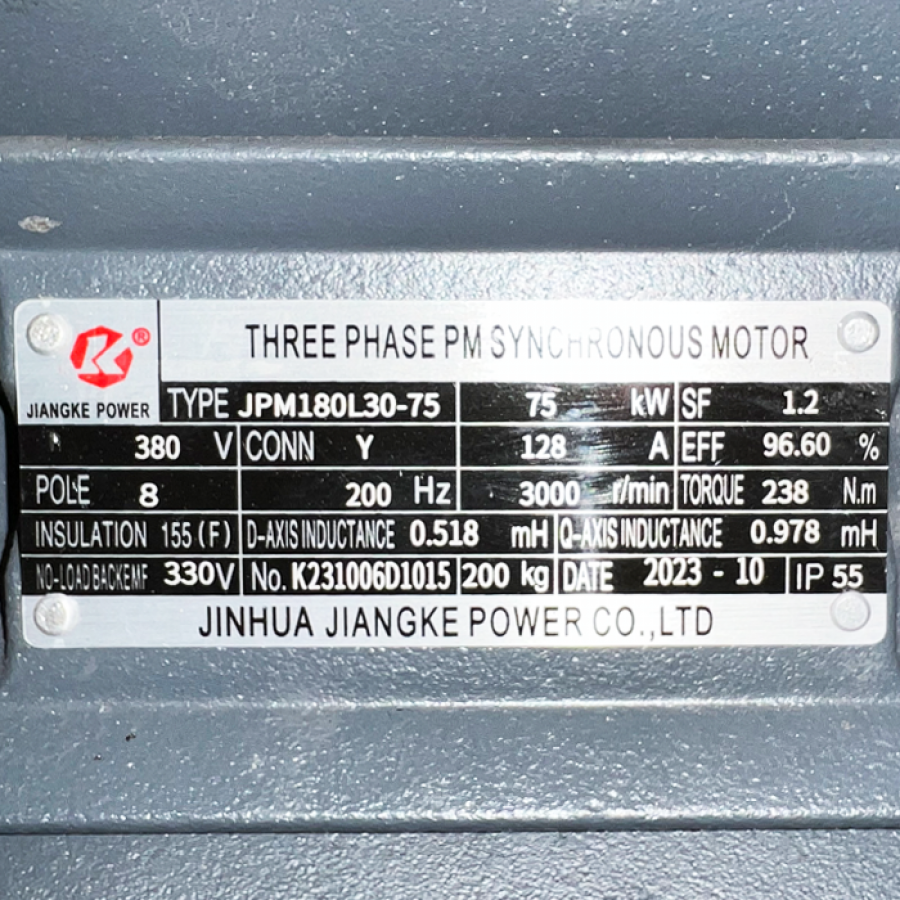 THREE PHASE PM SYNCHRONOUS MOTOR
JIANGKE POWER
TYPE JPM180L30-75 75 kW SF 1.2
380 V CONN Y 128 A EFF 96.60 %
POLE 8 200 Hz 3000 r/min TORQUE 238 N.m
INSULATION 155 (F) D-AXIS INDUCTANCE 0.518 mH Q-AXIS INDUCTANCE 0.978 mH
NO-LOAD BACKEMF 330V No. K231006D1015 200 kg DATE 2023 - 10 IP 55
JINHUA JIANGKE POWER CO.,LTD